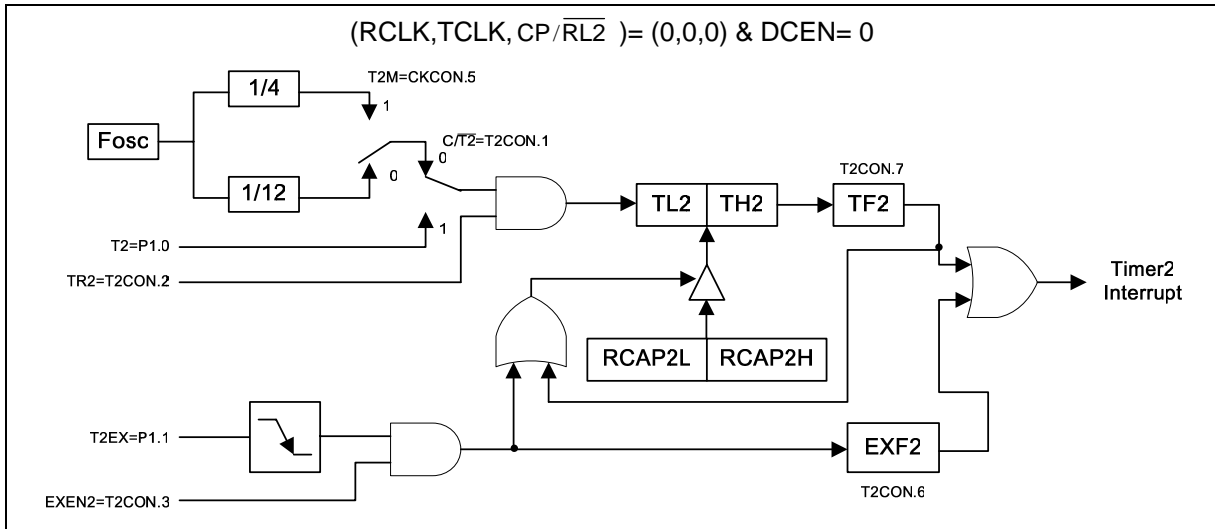 (RCLK,TCLK, CP/RL2 )= (0,0,0) & DCEN= 0
T2M=CKCON.5
1/4
1
Fosc
C/T2=T2CON.1
0
0
1/12
T2CON.7
TL2
TH2
TF2
1
T2=P1.0
TR2=T2CON.2
Timer2
Interrupt
RCAP2L
RCAP2H
T2EX=P1.1
EXF2
EXEN2=T2CON.3
T2CON.6